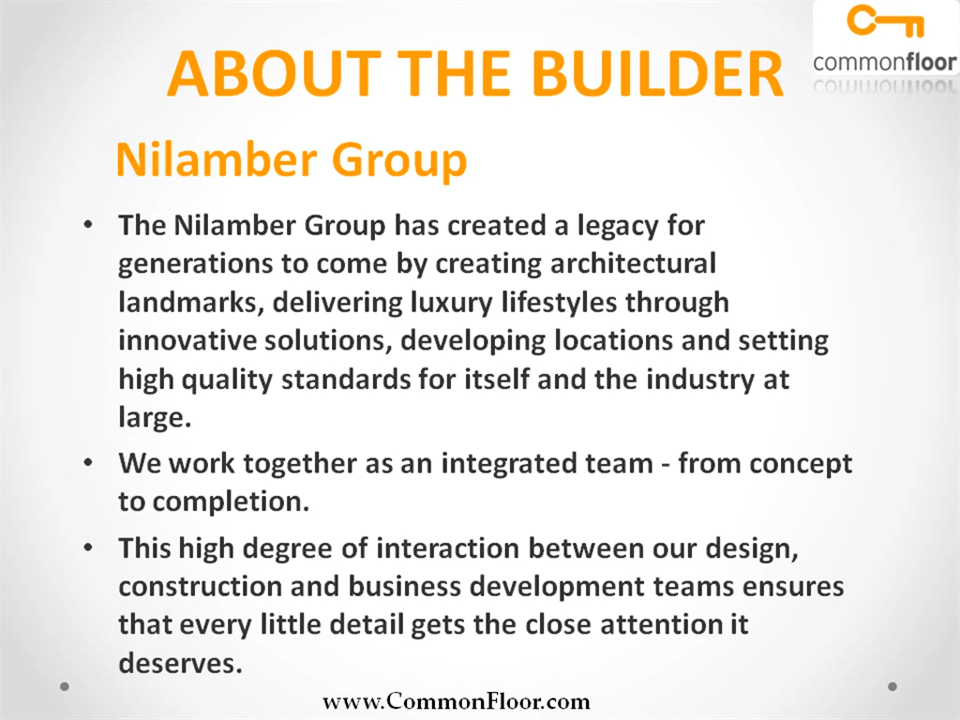 ABOUT THE BUILDER
commonfloor
Nilamber Group
• The Nilamber Group has created a legacy for
generations to come by creating architectural
landmarks, delivering luxury lifestyles through
innovative solutions, developing locations and setting
high quality standards for itself and the industry at
large.
• We work together as an integrated team - from concept
to completion.
• This high degree of interaction between our design,
construction and business development teams ensures
that every little detail gets the close attention it
deserves.
www.CommonFloor.com